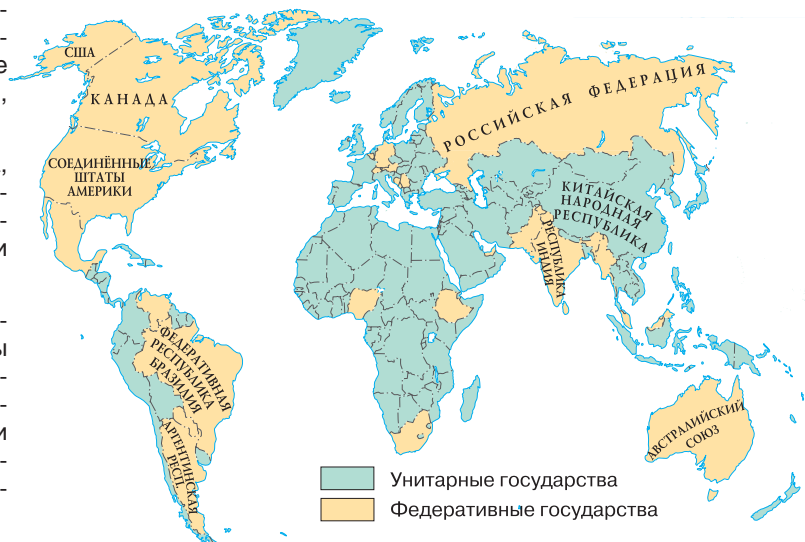 США
КАНАДА
СОЕДИНЁННЫЕ
ШТАТЫ
АМЕРИКИ
РОССИЙСКАЯ ФЕДЕРАЦИЯ
КИТАЙСКАЯ
НАРОДНАЯ
РЕСПУБЛИКА
РЕСПУБЛИКА
ИНДИЯ
ФЕДЕРАТИВНАЯ
РЕСПУБЛИКА
БРАЗИЛИЯ
АРГЕНТИНСКАЯ
РЕСП.
АВСТРАЛИЙСКИЙ
СОЮЗ
Унитарные государства
Федеративные государства